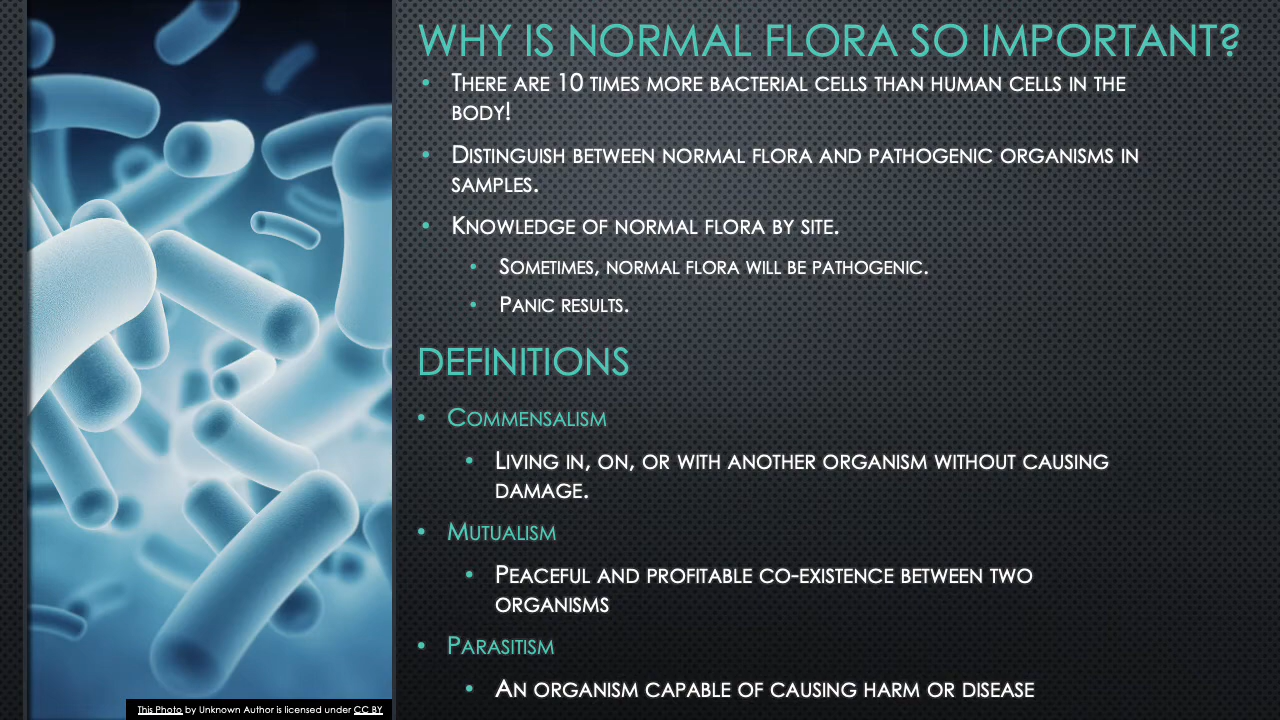 WHY IS NORMAL FLORA SO IMPORTANT?
• THERE ARE 10 TIMES MORE BACTERIAL CELLS THAN HUMAN CELLS IN THE
BODY!
• DISTINGUISH BETWEEN NORMAL FLORA AND PATHOGENIC ORGANISMS IN
SAMPLES.
• KNOWLEDGE OF NORMAL FLORA BY SITE.
• SOMETIMES, NORMAL FLORA WILL BE PATHOGENIC.
• PANIC RESULTS.
DEFINITIONS
• COMMENSALISM
• LIVING IN, ON, OR WITH ANOTHER ORGANISM WITHOUT CAUSING
DAMAGE.
• MUTUALISM
• PEACEFUL AND PROFITABLE CO-EXISTENCE BETWEEN TWO
ORGANISMS
• PARASITISM
• AN ORGANISM CAPABLE OF CAUSING HARM OR DISEASE
This Photo by Unknown Author is licensed under CC BY